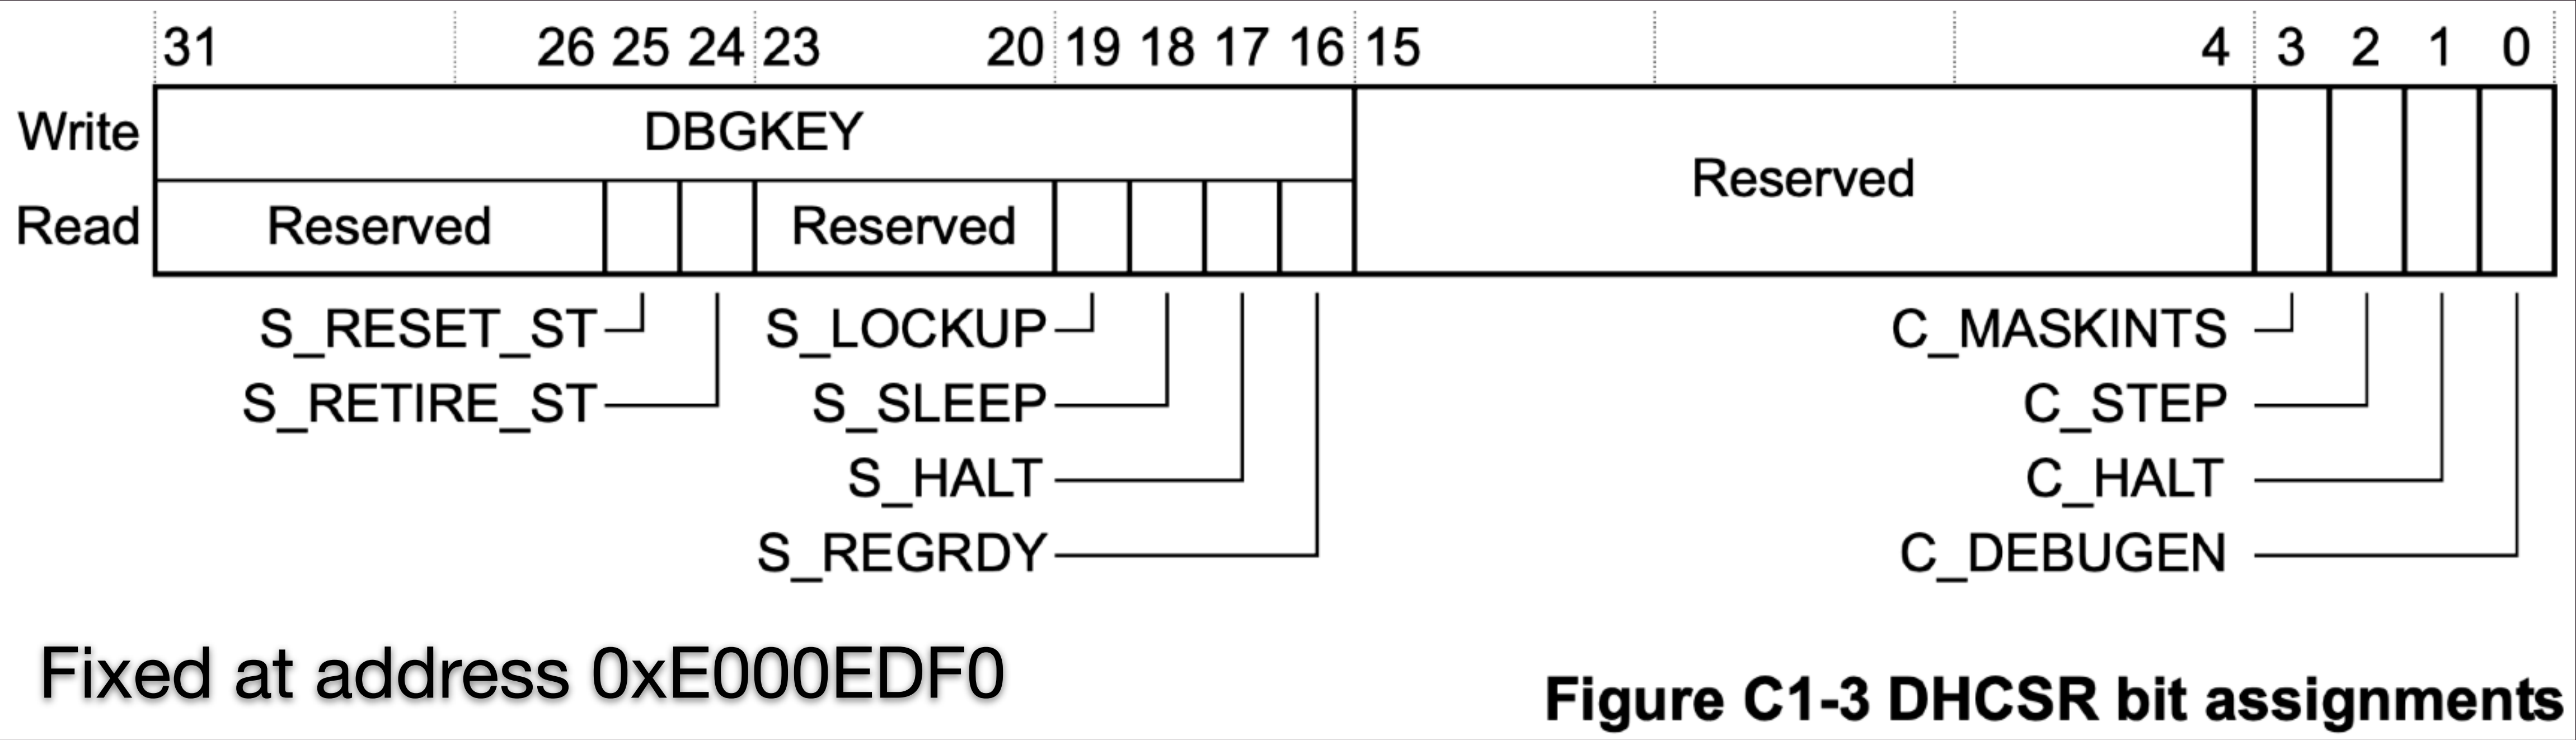 31 26 25 24 23 20 19 18 17 16 15 4 3 2 1 0
Write DBGKEY
Reserved
Read Reserved Reserved
S_RESET_ST S_LOCKUP C_MASKINTS
S_RETIRE_ST S_SLEEP C_STEP
S_HALT C_HALT
S_REGRDY C_DEBUGEN
Fixed at address 0xE000EDF0
Figure C1-3 DHCSR bit assignments